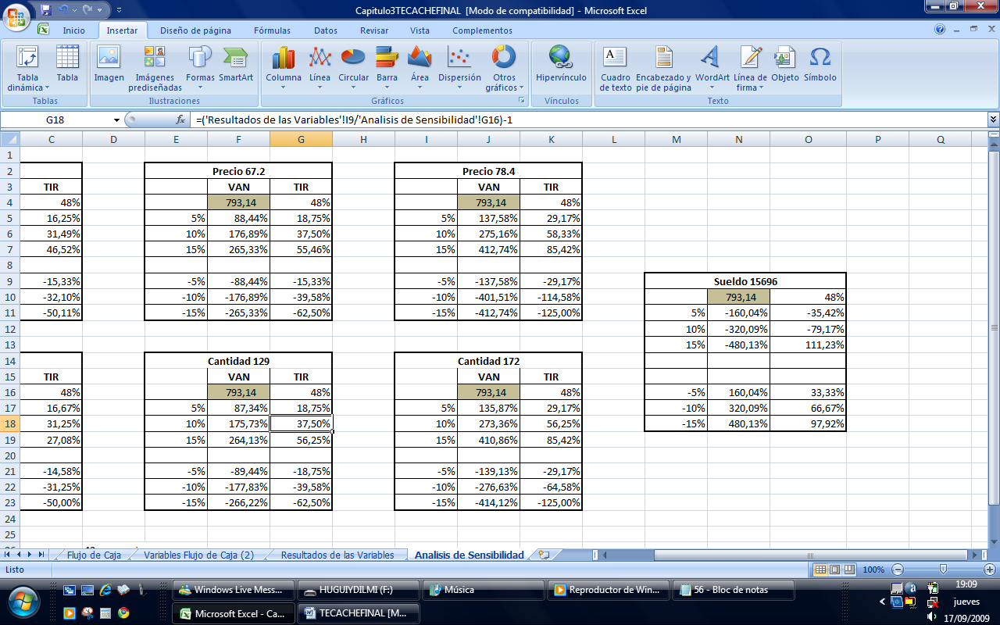 Capitulo3TECACHEFINAL [Modo de compatibilidad] - Microsoft Excel
Inicio Insertar Diseño de página Fórmulas Datos Revisar Vista Complementos
Tabla dinámica Tabla Imagen Imágenes prediseñadas Formas SmartArt Columna Línea Circular Barra Área Dispersión Otros gráficos Hipervínculo Cuadro de texto Encabezado y pie de página WordArt Línea de firma Objeto Símbolo
Tablas Ilustraciones Gráficos Vínculos Texto
G18 fx =('Resultados de las Variables'!I9/'Analisis de Sensibilidad'!G16)-1
C D E F G H I J K L M N O P Q
1
2 Precio 67.2 Precio 78.4
3 TIR VAN TIR VAN TIR
4 48% 793,14 48% 793,14 48%
5 16,25% 5% 88,44% 18,75% 5% 137,58% 29,17%
6 31,49% 10% 176,89% 37,50% 10% 275,16% 58,33%
7 46,52% 15% 265,33% 55,46% 15% 412,74% 85,42%
8
9 -15,33% -5% -88,44% -15,33% -5% -137,58% -29,17% Sueldo 15696
10 -32,10% -10% -176,89% -39,58% -10% -401,51% -114,58% 793,14 48%
11 -50,11% -15% -265,33% -62,50% -15% -412,74% -125,00% 5% -160,04% -35,42%
12 10% -320,09% -79,17%
13 15% -480,13% 111,23%
14 Cantidad 129 Cantidad 172
15 TIR VAN TIR VAN TIR
16 48% 793,14 48% 793,14 48% -5% 160,04% 33,33%
17 16,67% 5% 87,34% 18,75% 5% 135,87% 29,17% -10% 320,09% 66,67%
18 31,25% 10% 175,73% 37,50% 10% 273,36% 56,25% -15% 480,13% 97,92%
19 27,08% 15% 264,13% 56,25% 15% 410,86% 85,42%
20
21 -14,58% -5% -89,44% -18,75% -5% -139,13% -29,17%
22 -31,25% -10% -177,83% -39,58% -10% -276,63% -64,58%
23 -50,00% -15% -266,22% -62,50% -15% -414,12% -125,00%
24
25
Flujo de Caja Variables Flujo de Caja (2) Resultados de las Variables Analisis de Sensibilidad
Listo 100%
Windows Live Mess... HUGUIYDILMI (F:) Música Reproductor de Win... 56 - Bloc de notas 19:09
Microsoft Excel - Ca... TECACHEFINAL [M... jueves
17/09/2009